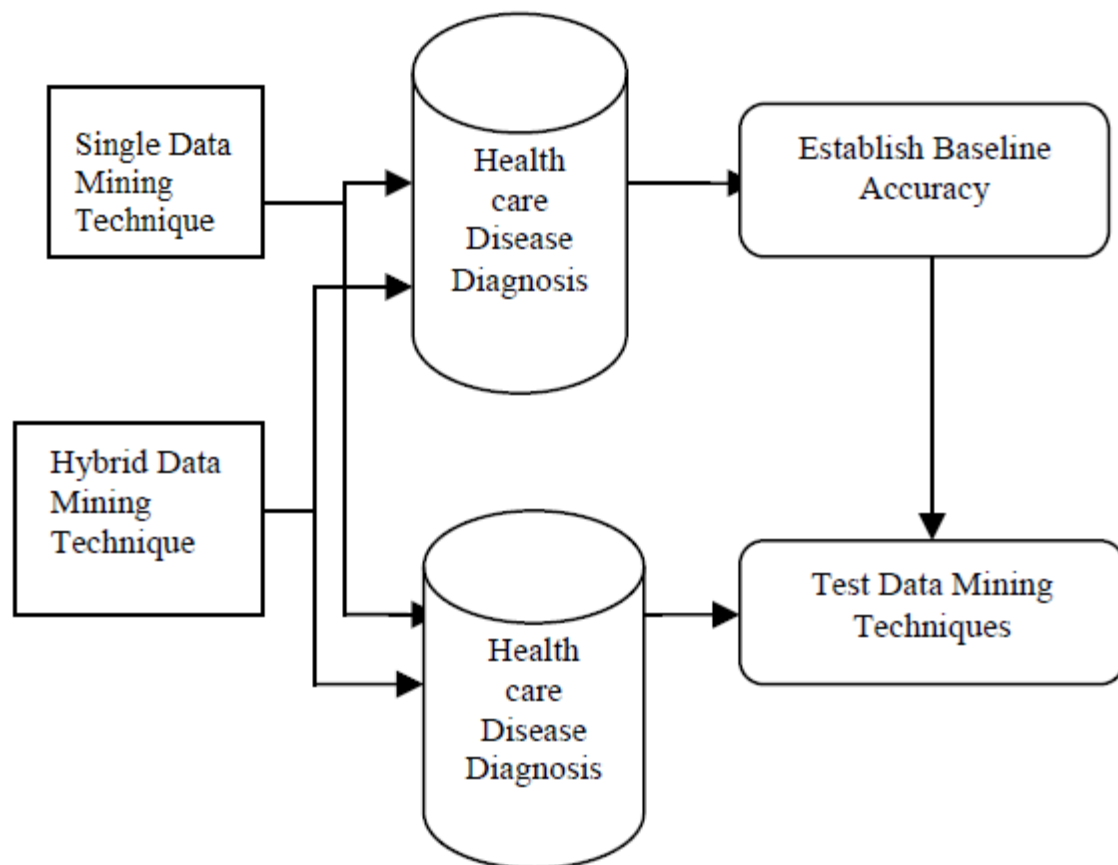 Single Data
Mining
Technique
Health
care
Disease
Diagnosis
Establish Baseline
Accuracy
Hybrid Data
Mining
Technique
Health
care
Disease
Diagnosis
Test Data Mining
Techniques